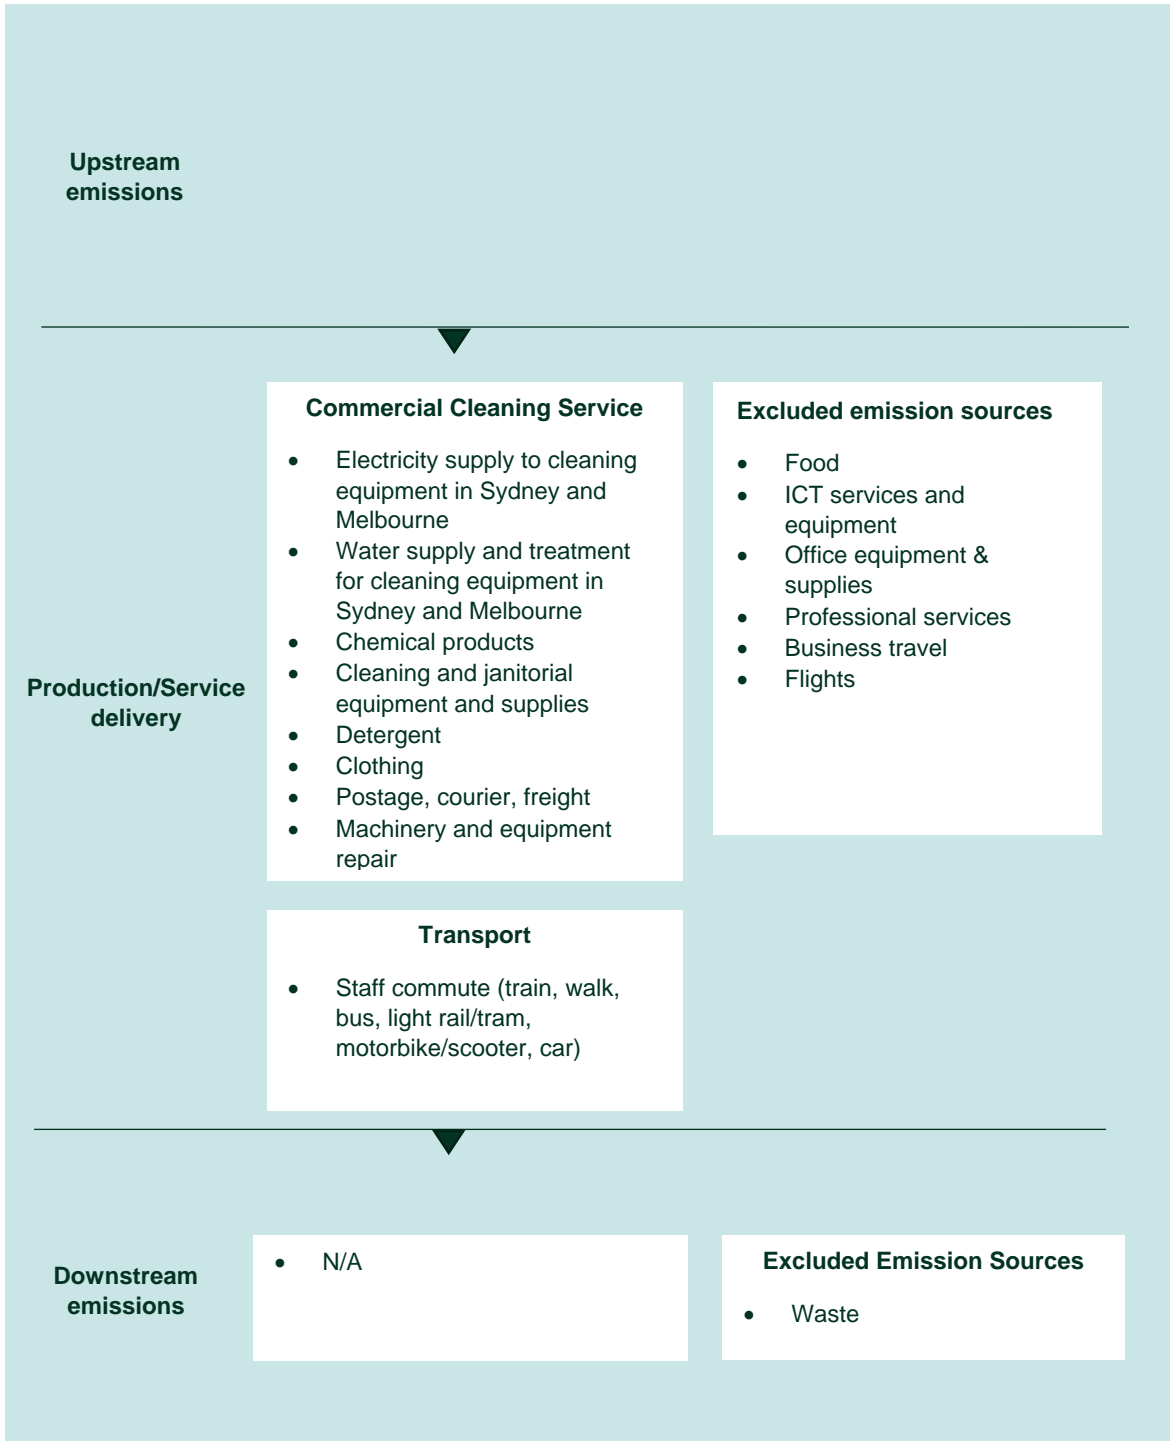 Upstream
emissions
Production/Service
delivery
Commercial Cleaning Service
• Electricity supply to cleaning
equipment in Sydney and
Melbourne
• Water supply and treatment
for cleaning equipment in
Sydney and Melbourne
• Chemical products
• Cleaning and janitorial
equipment and supplies
• Detergent
• Clothing
• Postage, courier, freight
• Machinery and equipment
repair
Excluded emission sources
• Food
• ICT services and
equipment
• Office equipment &
supplies
• Professional services
• Business travel
• Flights
Transport
• Staff commute (train, walk,
bus, light rail/tram,
motorbike/scooter, car)
Downstream
emissions
• N/A
Excluded Emission Sources
• Waste